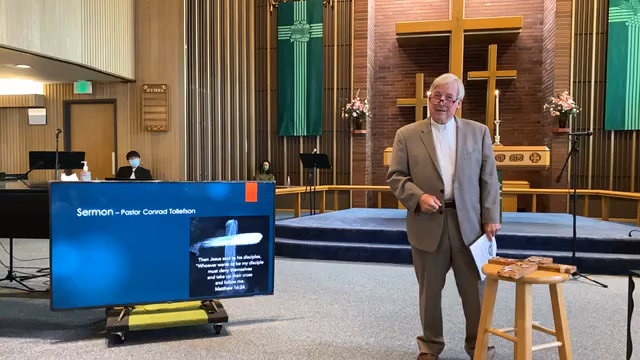 Sermon – Pastor Conrad Tollefson
Then Jesus said to his disciples,
"Whoever wants to be my disciple
must deny themselves
and take up their cross
and follow me.
Matthew 16:24